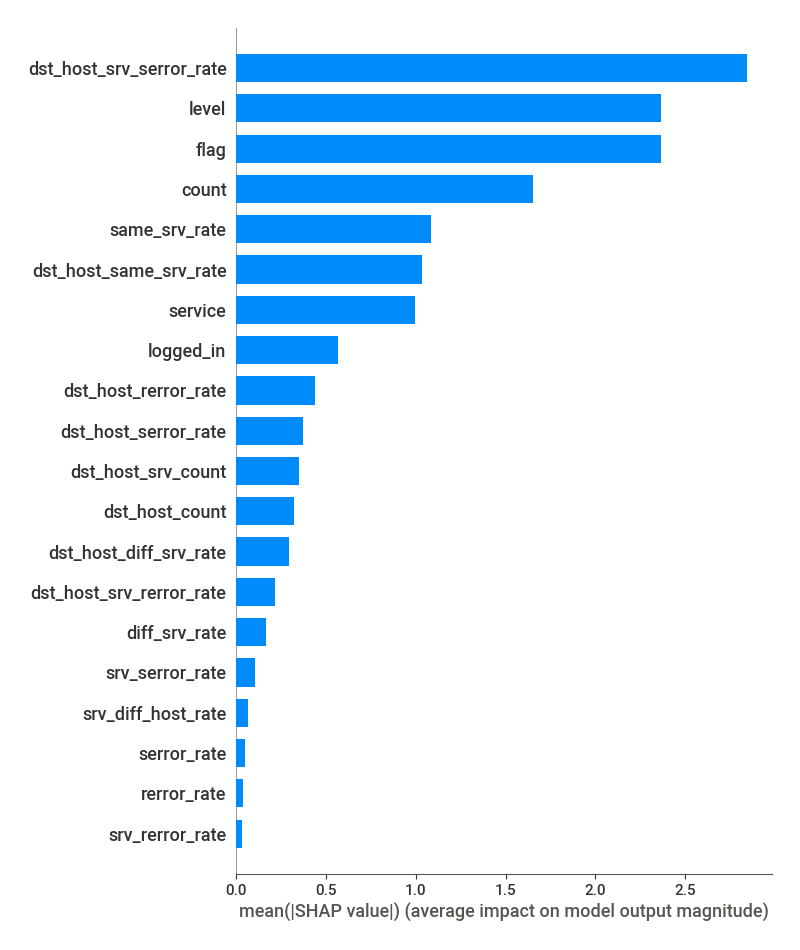 dst_host_srv_serror_rate
level
flag
count
same_srv_rate
dst_host_same_srv_rate
service
logged_in
dst_host_rerror_rate
dst_host_serror_rate
dst_host_srv_count
dst_host_count
dst_host_diff_srv_rate
dst_host_srv_rerror_rate
diff_srv_rate
srv_serror_rate
srv_diff_host_rate
serror_rate
rerror_rate
srv_rerror_rate
0.0 0.5 1.0 1.5 2.0 2.5
mean(|SHAP value|) (average impact on model output magnitude)